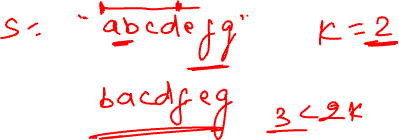 S= "abcdefg" K=2
bacdfeg 3<2K